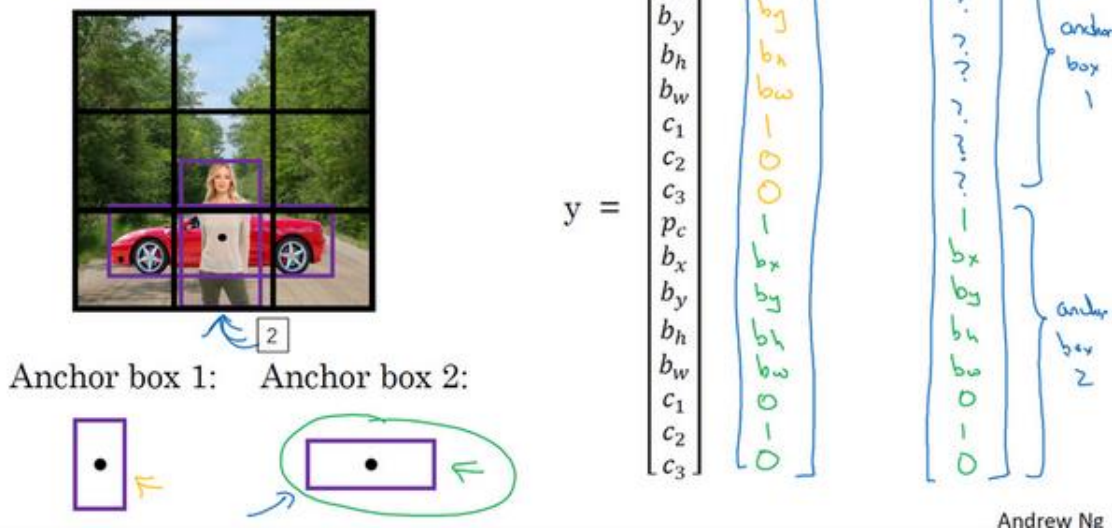 b_y by ?
b_h bh ?
b_w bw ?
c_1 1 ?
c_2 0 ?
c_3 0 ?
anchor
box
1
y =
p_c 1 1
b_x bx bx
b_y by by
b_h bh bh
b_w bw bw
c_1 0 0
c_2 1 1
c_3 0 0
anchor
box
2
2
Anchor box 1: Anchor box 2:
Andrew Ng